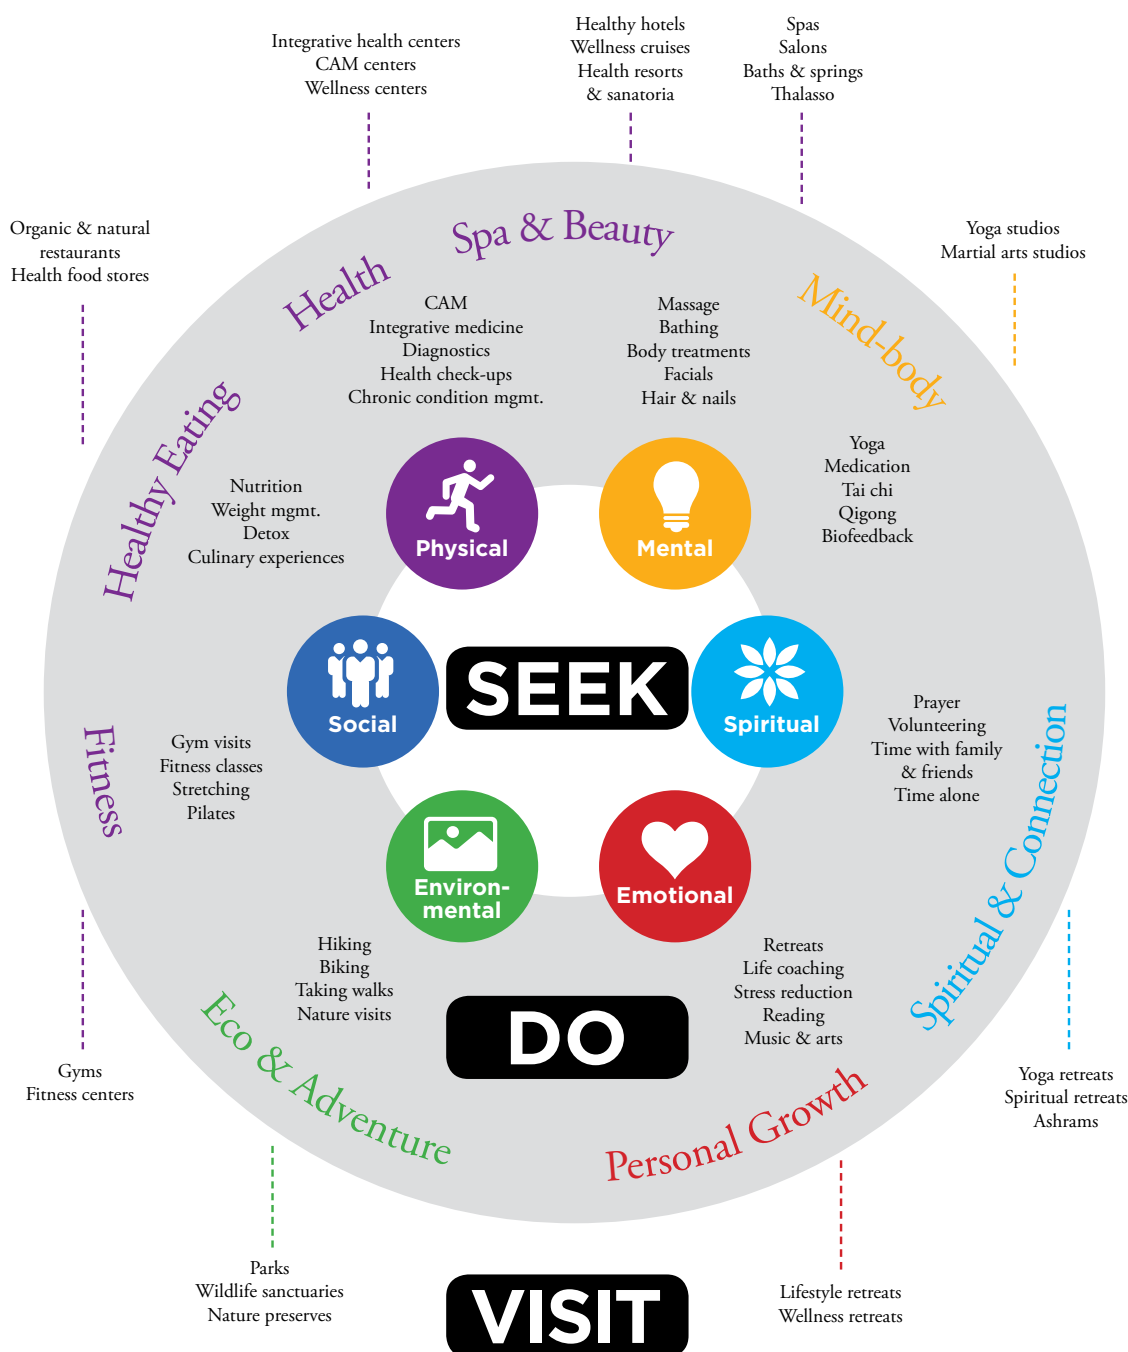 Healthy hotels
Wellness cruises
Health resorts
& sanatoria
Spas
Salons
Baths & springs
Thalasso
Integrative health centers
CAM centers
Wellness centers
Organic & natural
restaurants
Health food stores
Yoga studios
Martial arts studios
Spa & Beauty
Health
Mind-body
Healthy Eating
CAM
Integrative medicine
Diagnostics
Health check-ups
Chronic condition mgmt.
Massage
Bathing
Body treatments
Facials
Hair & nails
Yoga
Medication
Tai chi
Qigong
Biofeedback
Nutrition
Weight mgmt.
Detox
Culinary experiences
Physical
Mental
Social
SEEK
Spiritual
Fitness
Gym visits
Fitness classes
Stretching
Pilates
Prayer
Volunteering
Time with family
& friends
Time alone
Spiritual & Connection
Environ-
mental
Emotional
Hiking
Biking
Taking walks
Nature visits
Retreats
Life coaching
Stress reduction
Reading
Music & arts
DO
Eco & Adventure
Personal Growth
Gyms
Fitness centers
Yoga retreats
Spiritual retreats
Ashrams
Parks
Wildlife sanctuaries
Nature preserves
VISIT
Lifestyle retreats
Wellness retreats